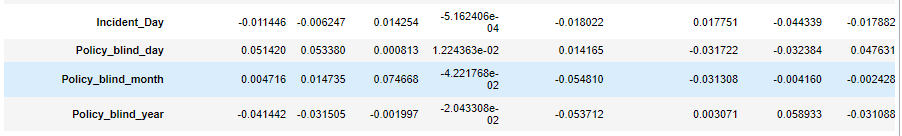 Incident_Day -0.011446 -0.006247 0.014254 -5.162406e-04 -0.018022 0.017751 -0.044339 -0.017882
Policy_blind_day 0.051420 0.053380 0.000813 1.224363e-02 0.014165 -0.031722 -0.032384 0.047631
Policy_blind_month 0.004716 0.014735 0.074668 -4.221768e-02 -0.054810 -0.031308 -0.004160 -0.002428
Policy_blind_year -0.041442 -0.031505 -0.001997 -2.043308e-02 -0.053712 0.003071 0.058933 -0.031088